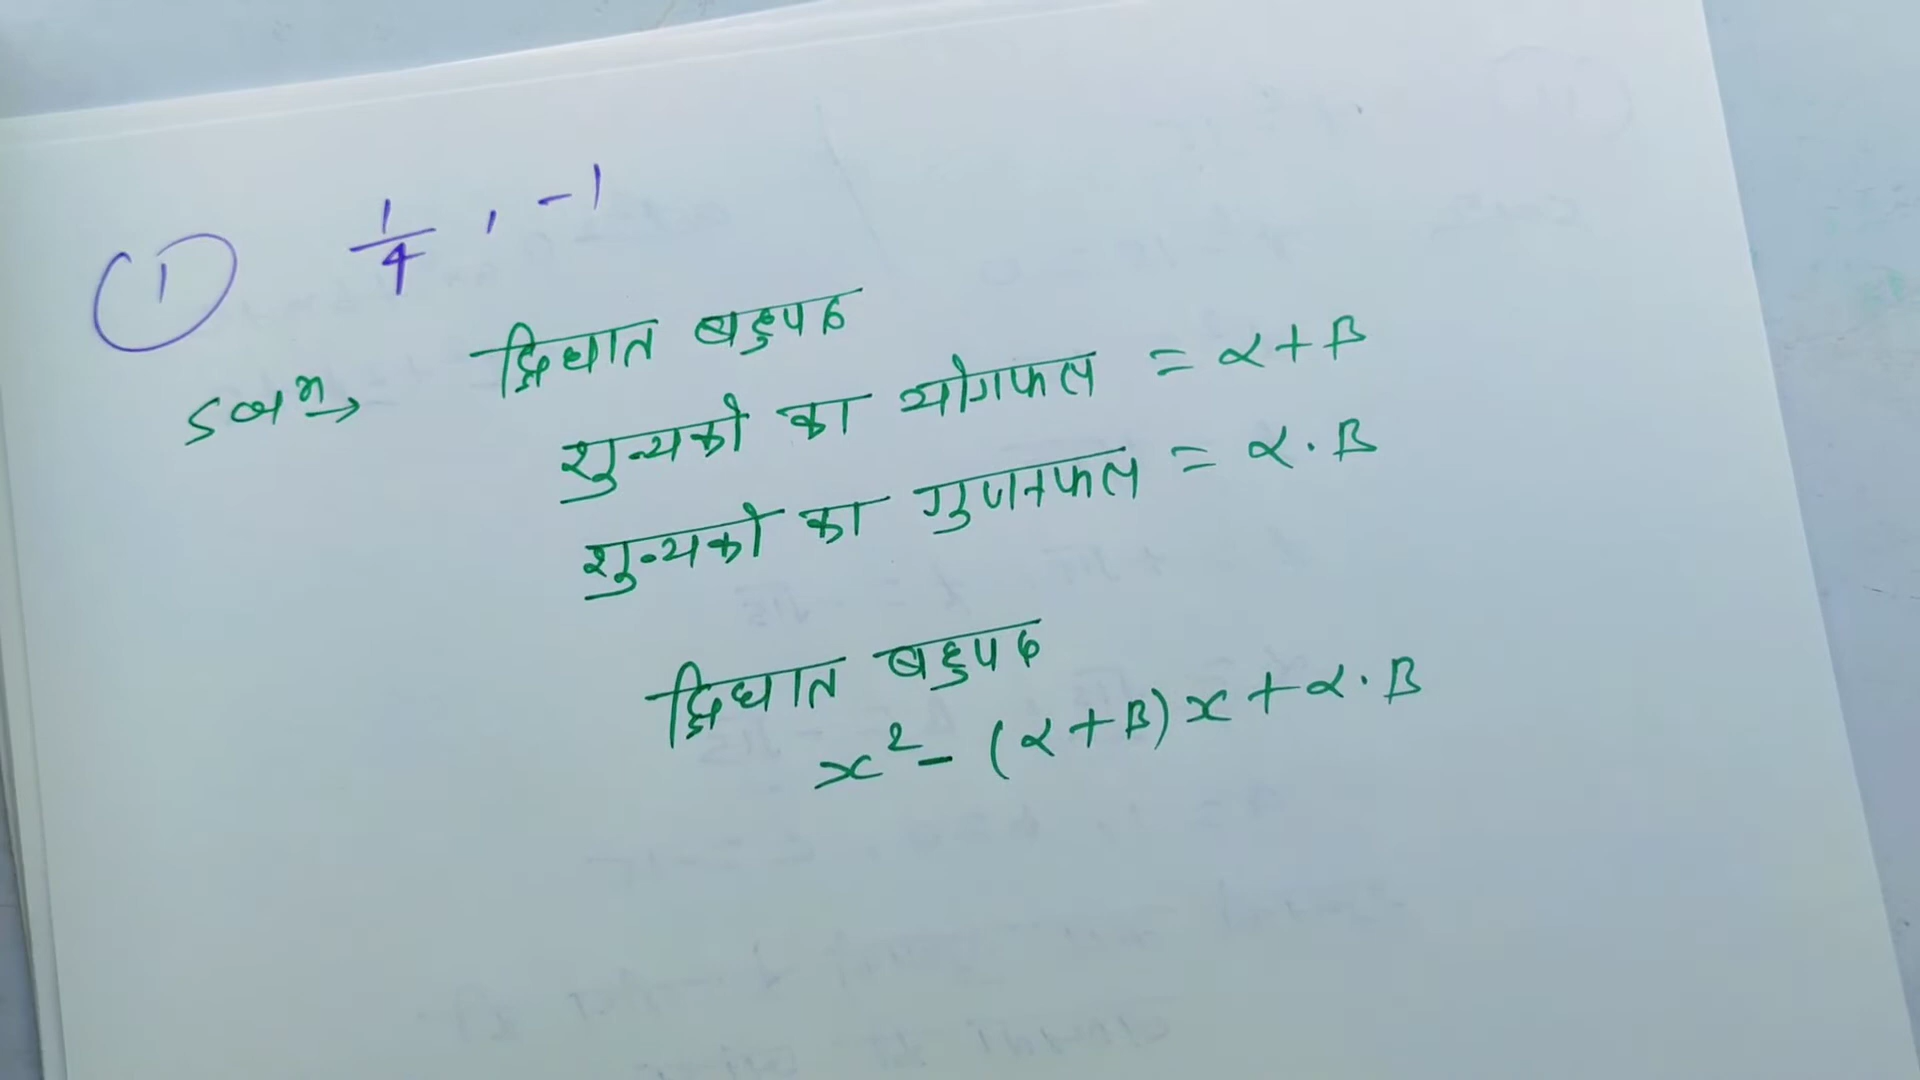 ① 1/4 , -1
Solⁿ→ द्विघात बहुपद
शुन्यको का योगफल = α+β
शुन्यको का गुणनफल = α.β
द्विघात बहुपद
x² - (α+β)x+α.β